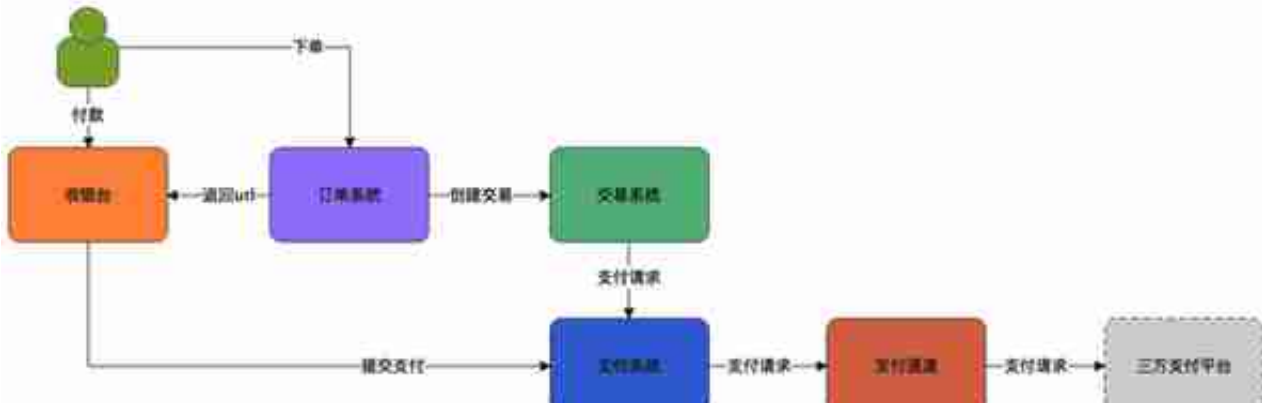 下单
付款
收银台
返回url
订单系统
创建交易
交易系统
支付请求
提交支付
支付系统
支付请求
支付渠道
支付请求
三方支付平台